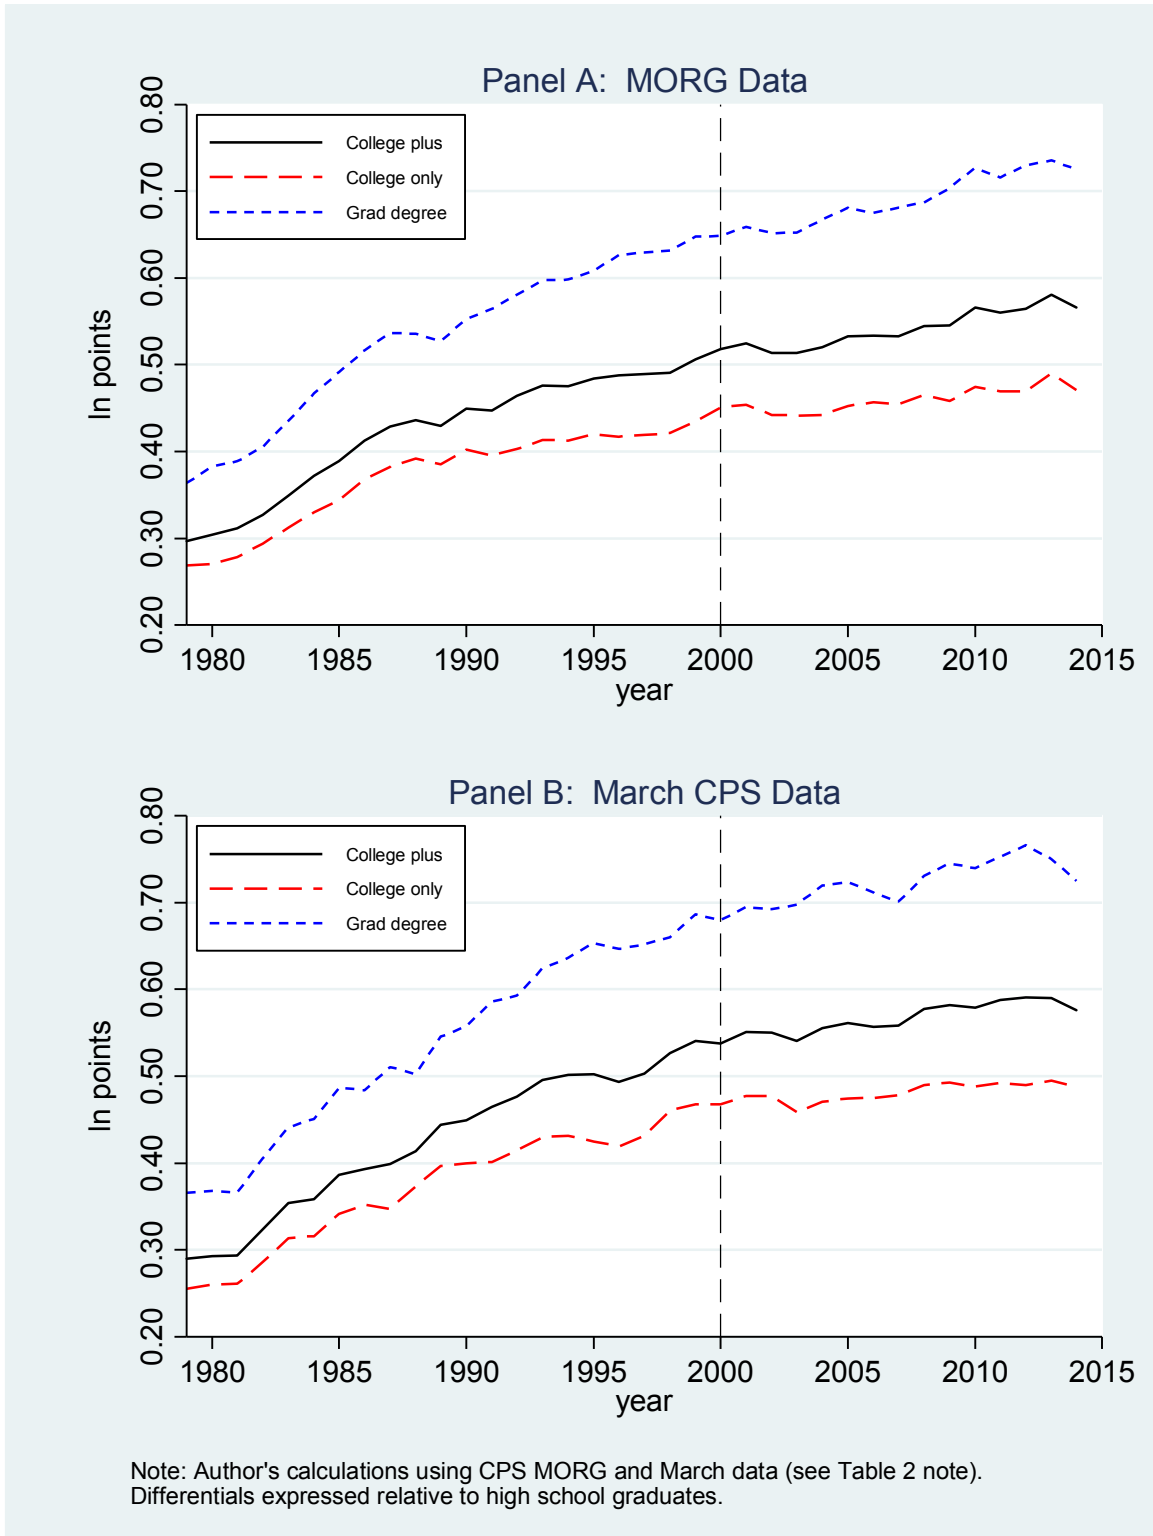 Panel A:  MORG Data
0.80
0.70
0.60
0.50
0.40
0.30
0.20
ln points
College plus
College only
Grad degree
1980 1985 1990 1995 2000 2005 2010 2015
year
Panel B:  March CPS Data
0.80
0.70
0.60
0.50
0.40
0.30
0.20
ln points
College plus
College only
Grad degree
1980 1985 1990 1995 2000 2005 2010 2015
year
Note: Author's calculations using CPS MORG and March data (see Table 2 note).
Differentials expressed relative to high school graduates.